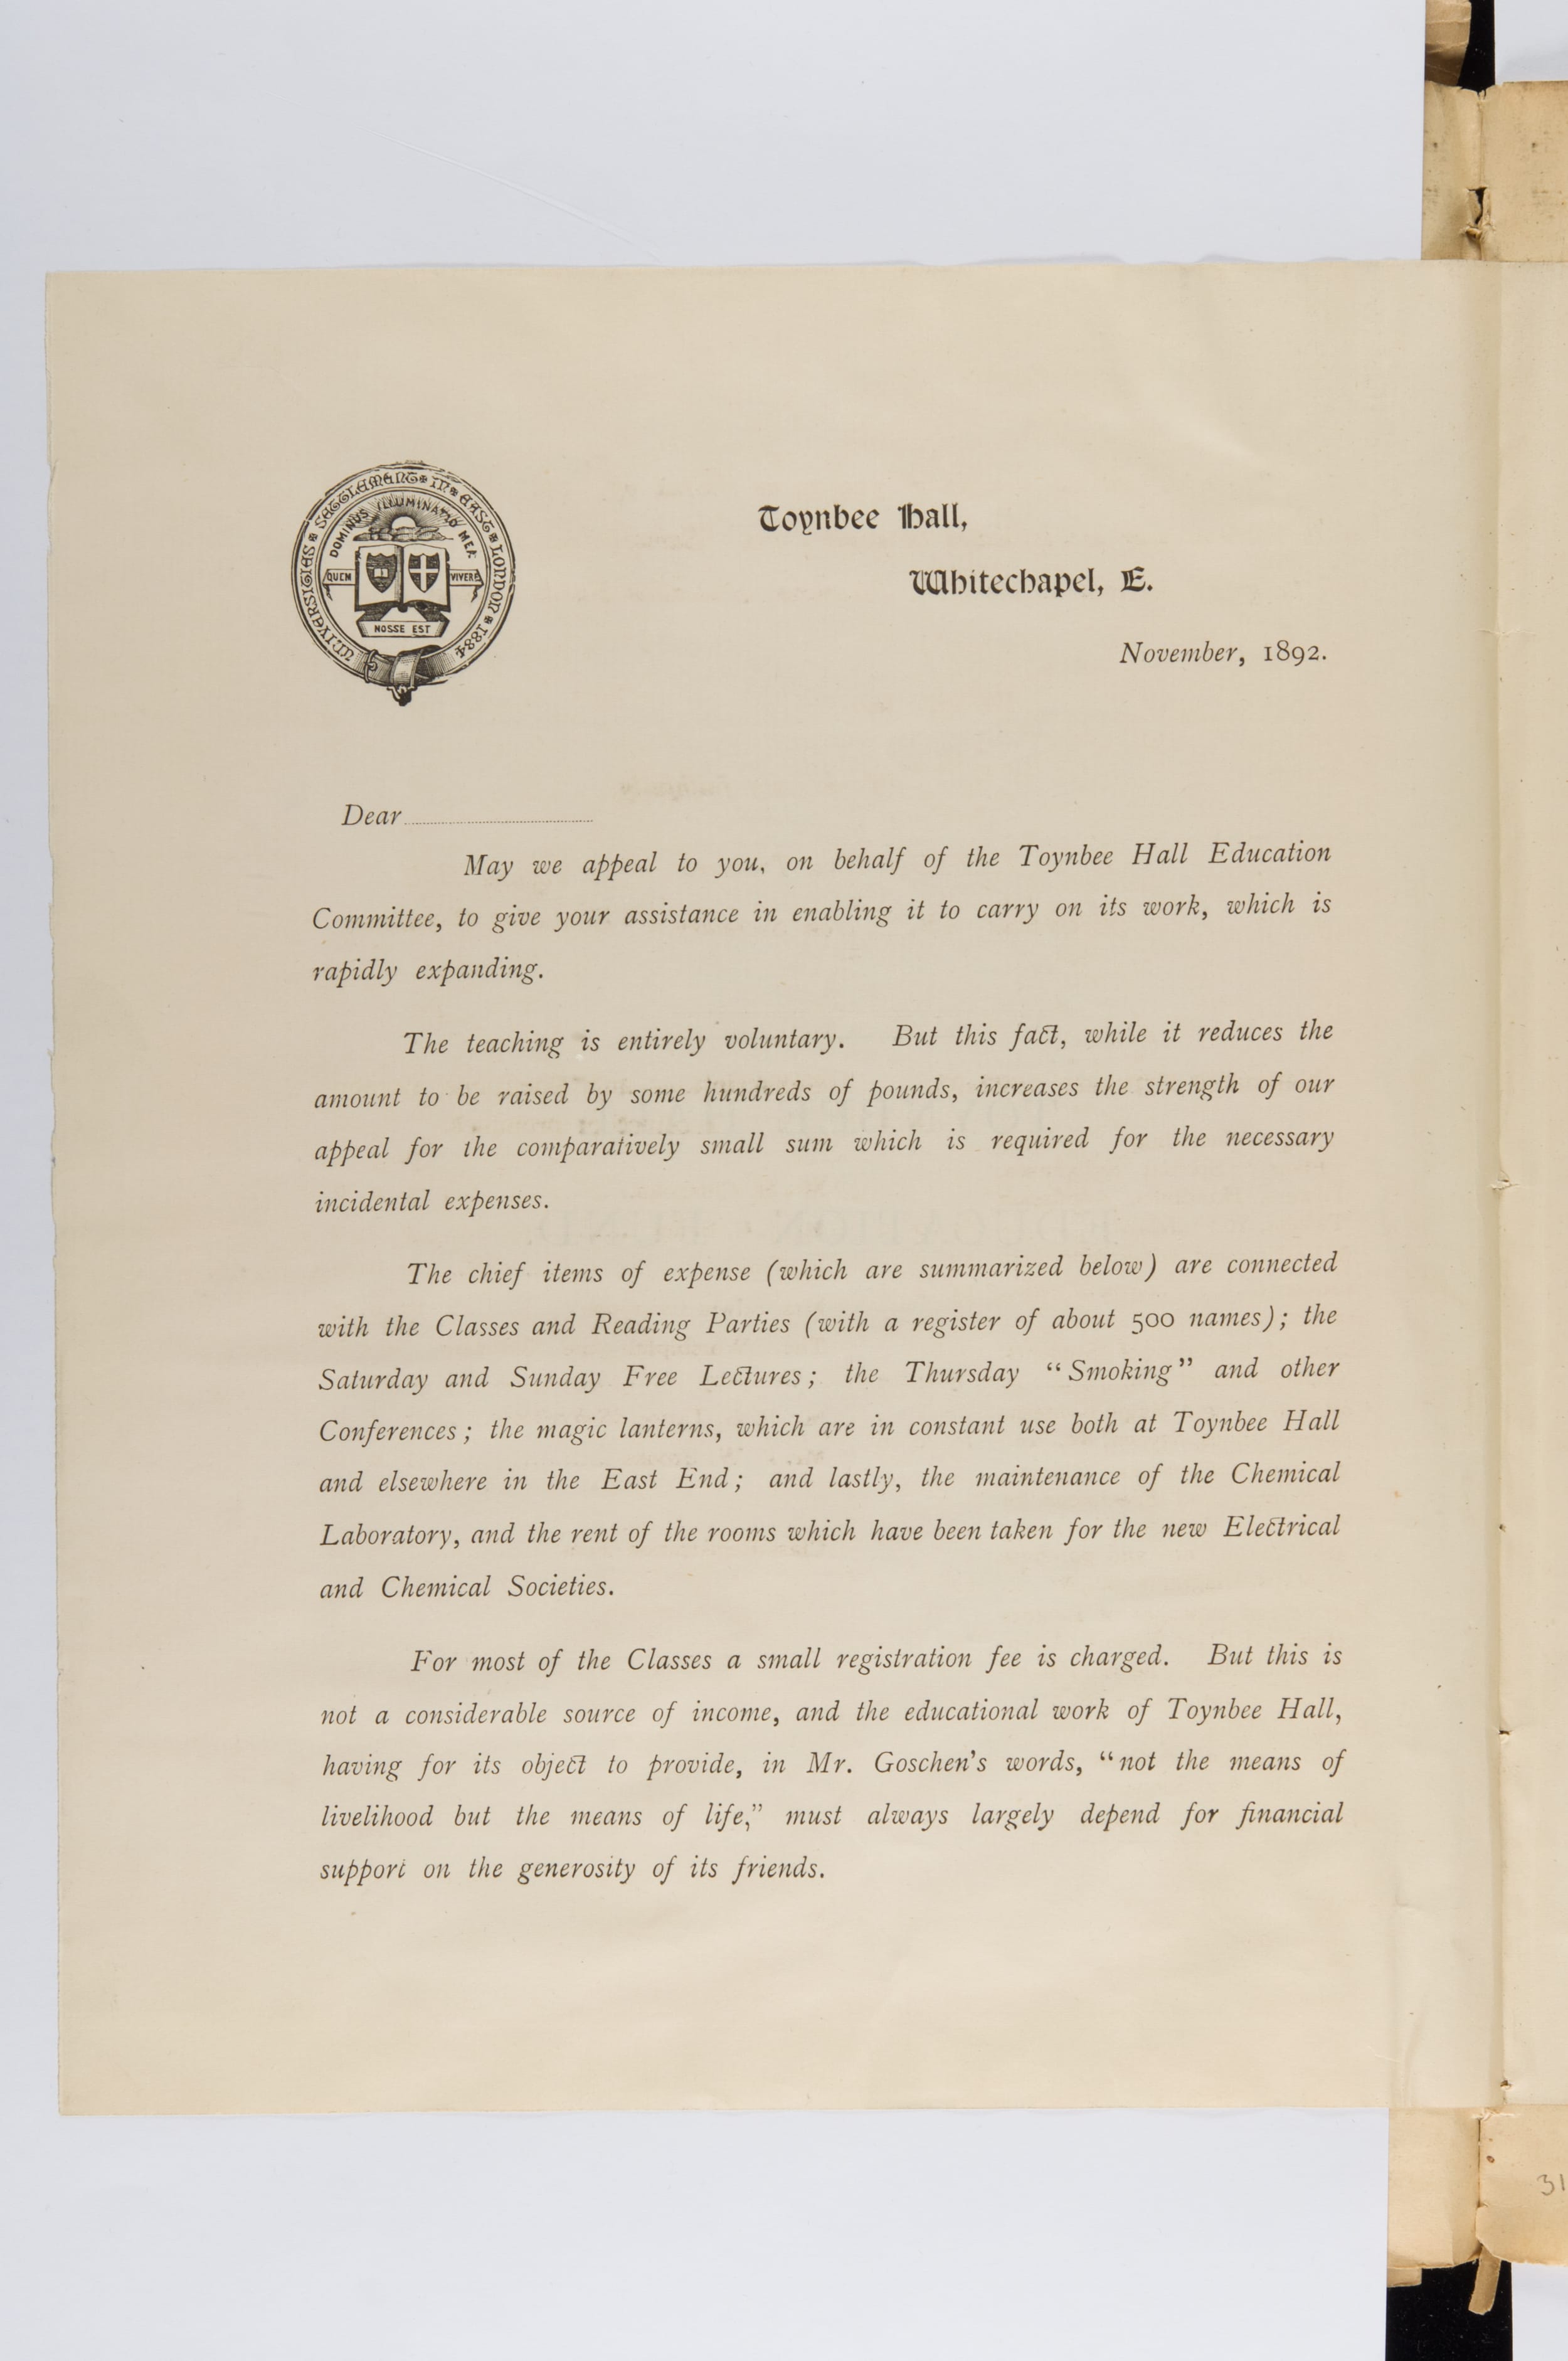 UNIVERSITIES * SETTLEMENT * IN * EAST * LONDON * 1884
DOMINUS ILLUMINATIO MEA
QUEM VIVERE
NOSSE EST
Toynbee Hall,
Whitechapel, E.
November, 1892.
Dear
May we appeal to you, on behalf of the Toynbee Hall Education
Committee, to give your assistance in enabling it to carry on its work, which is
rapidly expanding.
The teaching is entirely voluntary. But this fact, while it reduces the
amount to be raised by some hundreds of pounds, increases the strength of our
appeal for the comparatively small sum which is required for the necessary
incidental expenses.
The chief items of expense (which are summarized below) are connected
with the Classes and Reading Parties (with a register of about 500 names); the
Saturday and Sunday Free Lectures; the Thursday “Smoking” and other
Conferences; the magic lanterns, which are in constant use both at Toynbee Hall
and elsewhere in the East End; and lastly, the maintenance of the Chemical
Laboratory, and the rent of the rooms which have been taken for the new Electrical
and Chemical Societies.
For most of the Classes a small registration fee is charged. But this is
not a considerable source of income, and the educational work of Toynbee Hall,
having for its object to provide, in Mr. Goschen's words, “not the means of
livelihood but the means of life,” must always largely depend for financial
support on the generosity of its friends.
31